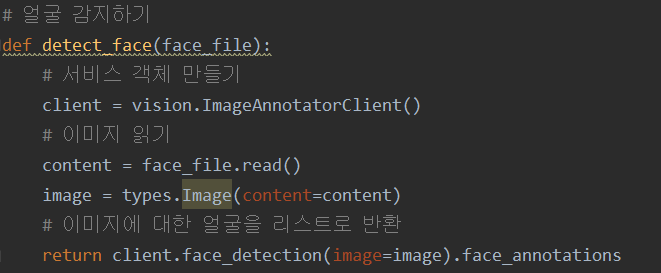 # 얼굴 감지하기
def detect_face(face_file):
    # 서비스 객체 만들기
    client = vision.ImageAnnotatorClient()
    # 이미지 읽기
    content = face_file.read()
    image = types.Image(content=content)
    # 이미지에 대한 얼굴을 리스트로 반환
    return client.face_detection(image=image).face_annotations